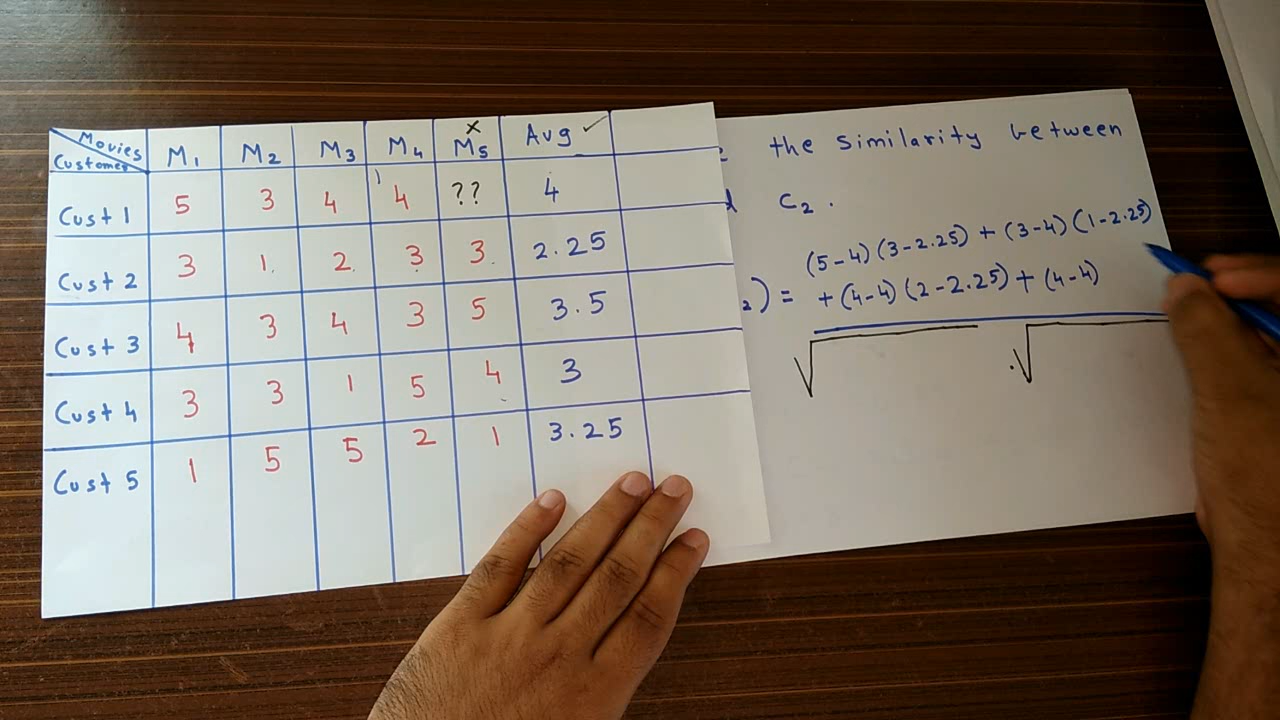 Movies
Customer M1 M2 M3 M4 M5 x Avg ✓
Cust 1 5 3 4 4 ?? 4
Cust 2 3 1 2 3 3 2.25
Cust 3 4 3 4 3 5 3.5
Cust 4 3 3 1 5 4 3
Cust 5 1 5 5 2 1 3.25
the similarity between
C2.
(5-4)(3-2.25) + (3-4)(1-2.25)
2) = + (4-4)(2-2.25) + (4-4)
√ . √